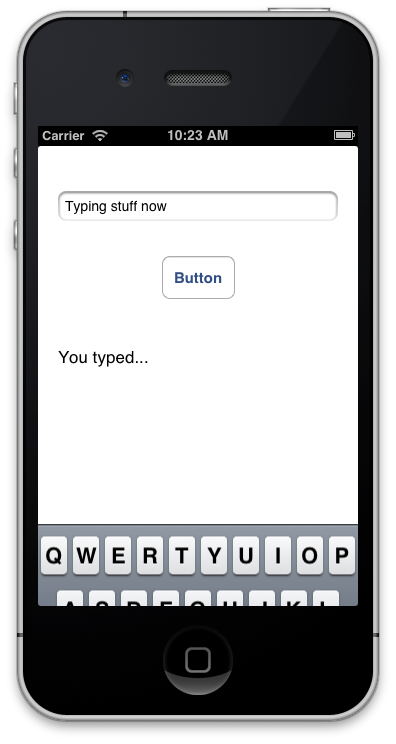 Carrier 10:23 AM
Typing stuff now
Button
You typed...
Q W E R T Y U I O P
A S D F G H J K L